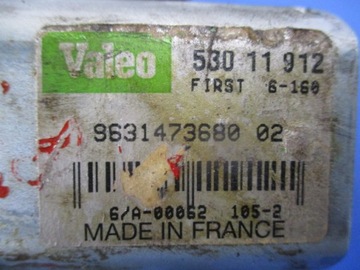 Valeo
530 11 912
FIRST 6-160
9631473680 02
6/A-00062 105-2
MADE IN FRANCE